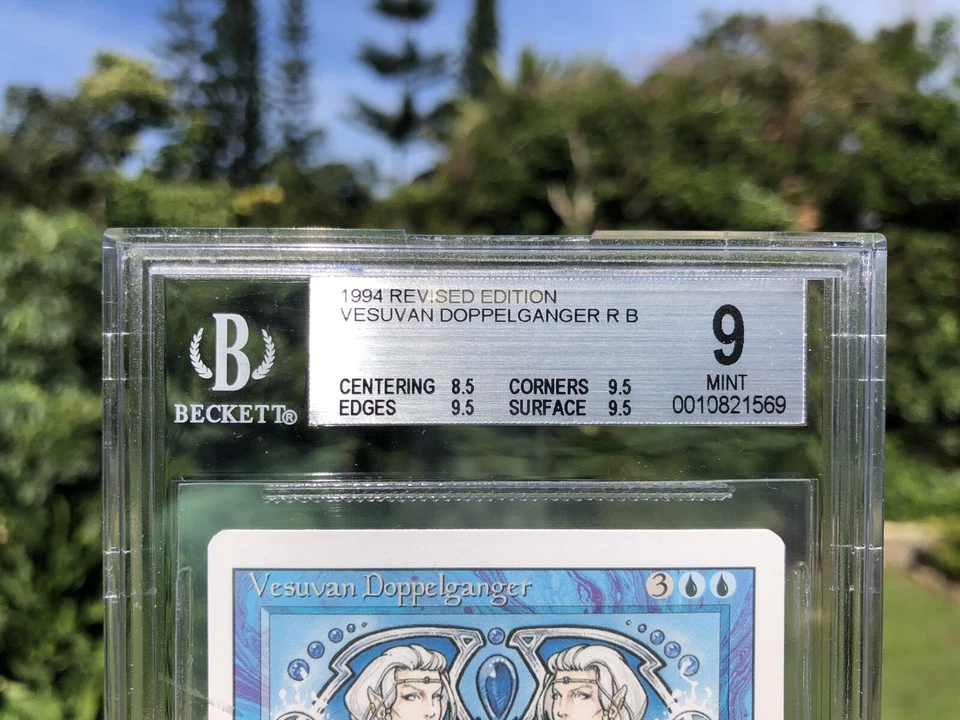 1994 REVISED EDITION
VESUVAN DOPPELGANGER R B
9
MINT
0010821569
CENTERING 8.5 CORNERS 9.5
EDGES 9.5 SURFACE 9.5
B
BECKETT®
Vesuvan Doppelganger 3